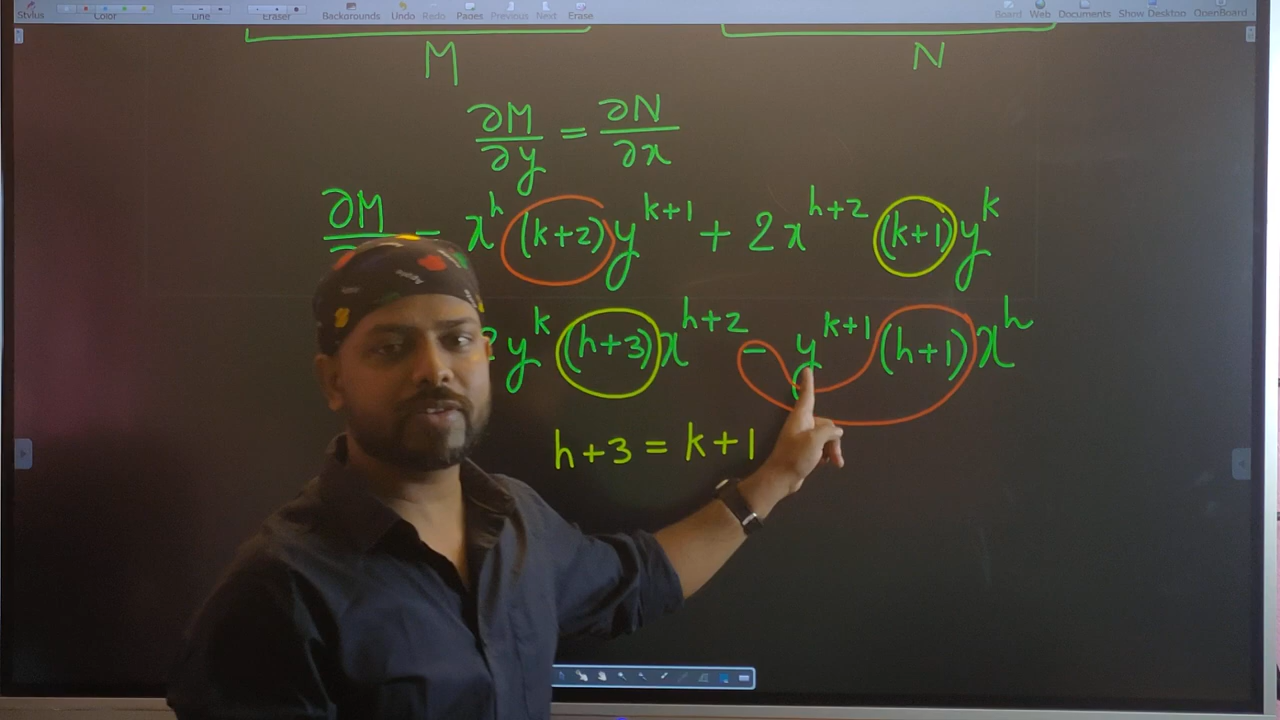 Stylus Color Line Eraser Backgrounds Undo Redo Pages Previous Next Erase Board Web Documents Show Desktop OpenBoard
M N
∂M/∂y = ∂N/∂x
∂M = x^h (k+2) y^{k+1} + 2x^{h+2} (k+1) y^k
y^k (h+3) x^{h+2} - y^{k+1} (h+1) x^h
h+3 = k+1